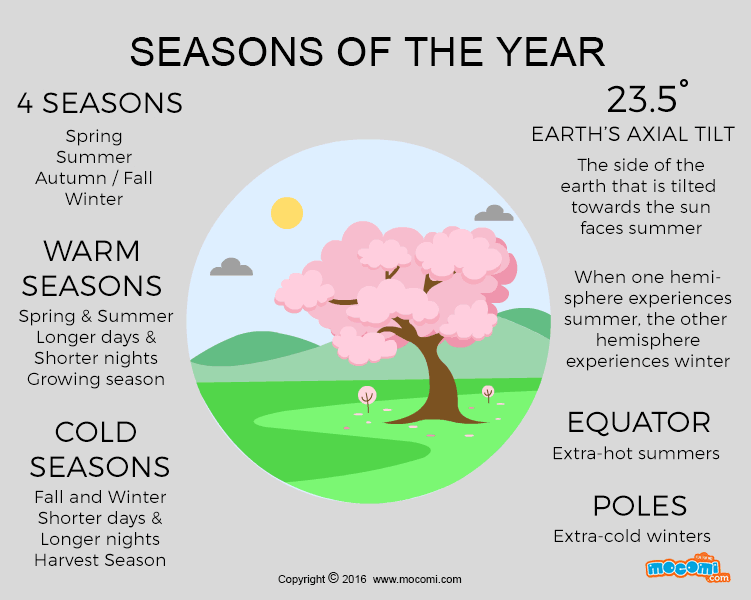 SEASONS OF THE YEAR
4 SEASONS
Spring
Summer
Autumn / Fall
Winter
WARM
SEASONS
Spring & Summer
Longer days &
Shorter nights
Growing season
COLD
SEASONS
Fall and Winter
Shorter days &
Longer nights
Harvest Season
23.5°
EARTH'S AXIAL TILT
The side of the
earth that is tilted
towards the sun
faces summer
When one hemi-
sphere experiences
summer, the other
hemisphere
experiences winter
EQUATOR
Extra-hot summers
POLES
Extra-cold winters
mocomi
.com
Copyright © 2016 www.mocomi.com